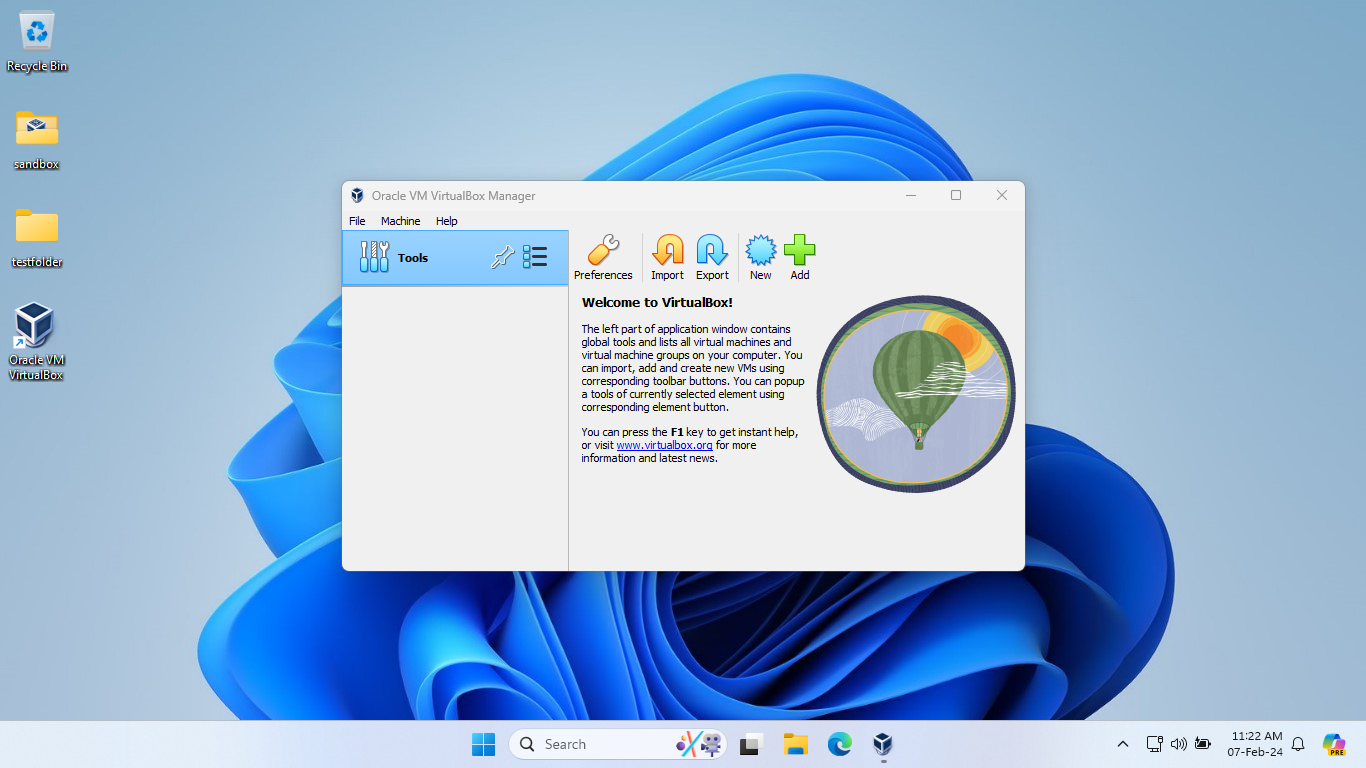 Recycle Bin
sandbox
testfolder
Oracle VM
VirtualBox
Oracle VM VirtualBox Manager
File Machine Help
Tools
Preferences Import Export New Add
Welcome to VirtualBox!
The left part of application window contains
global tools and lists all virtual machines and
virtual machine groups on your computer. You
can import, add and create new VMs using
corresponding toolbar buttons. You can popup
a tools of currently selected element using
corresponding element button.
You can press the F1 key to get instant help,
or visit www.virtualbox.org for more
information and latest news.
Search
11:22 AM
07-Feb-24
PRE